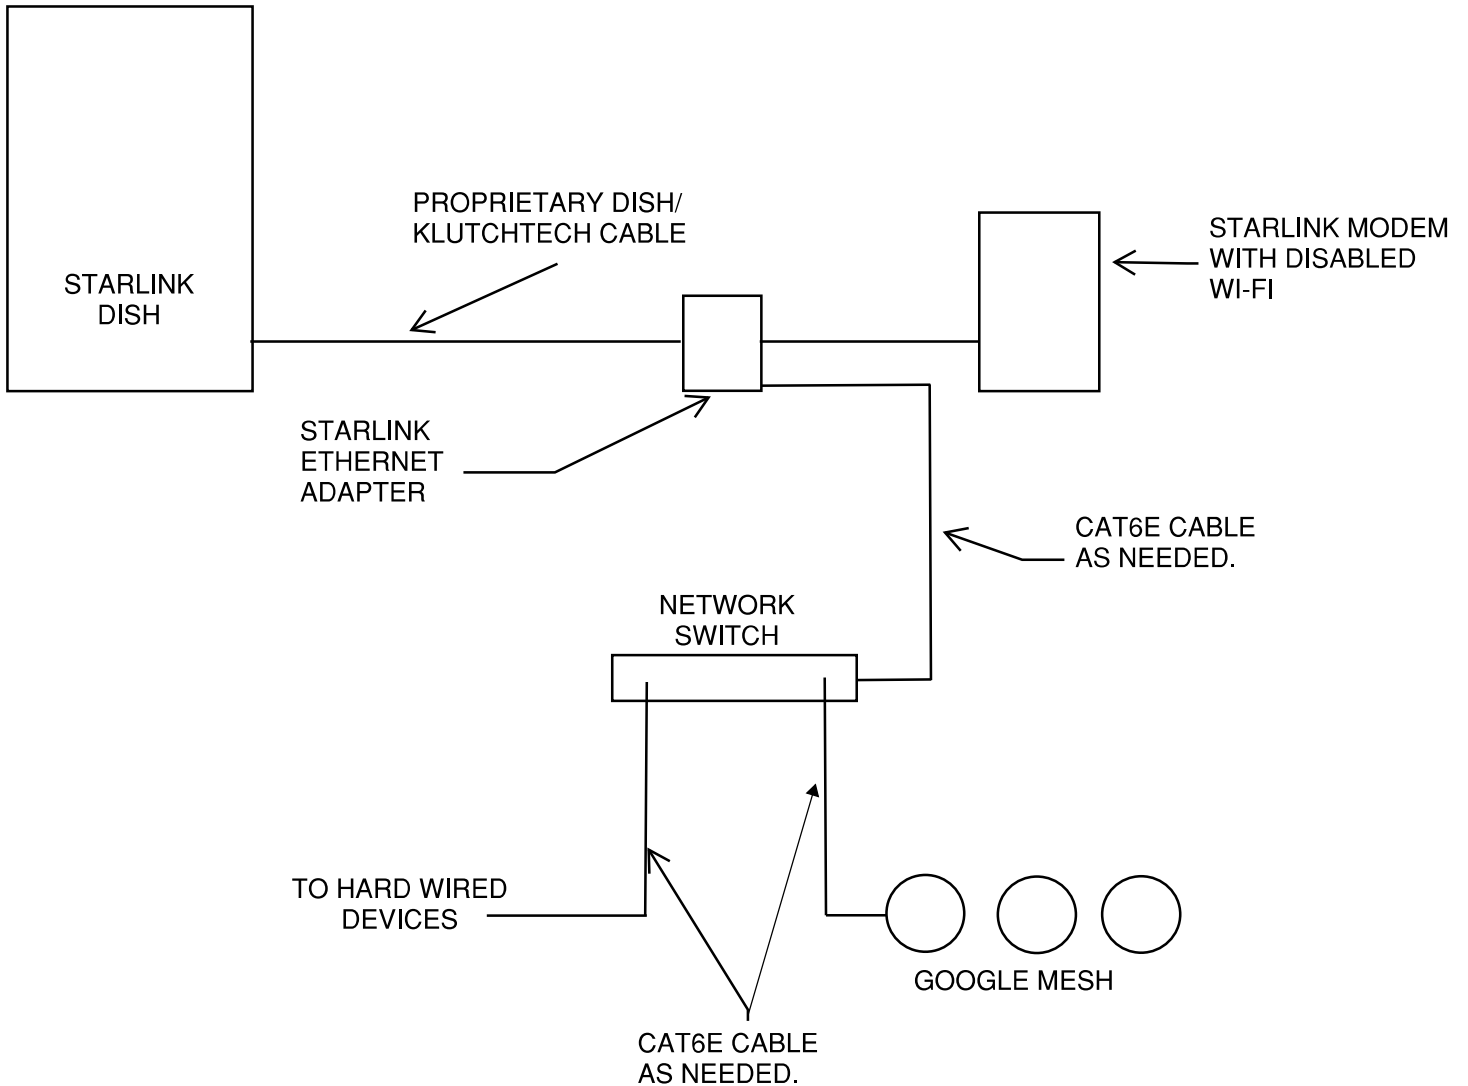 PROPRIETARY DISH/
KLUTCHTECH CABLE
STARLINK MODEM
WITH DISABLED
WI-FI
STARLINK
DISH
STARLINK
ETHERNET
ADAPTER
CAT6E CABLE
AS NEEDED.
NETWORK
SWITCH
TO HARD WIRED
DEVICES
GOOGLE MESH
CAT6E CABLE
AS NEEDED.